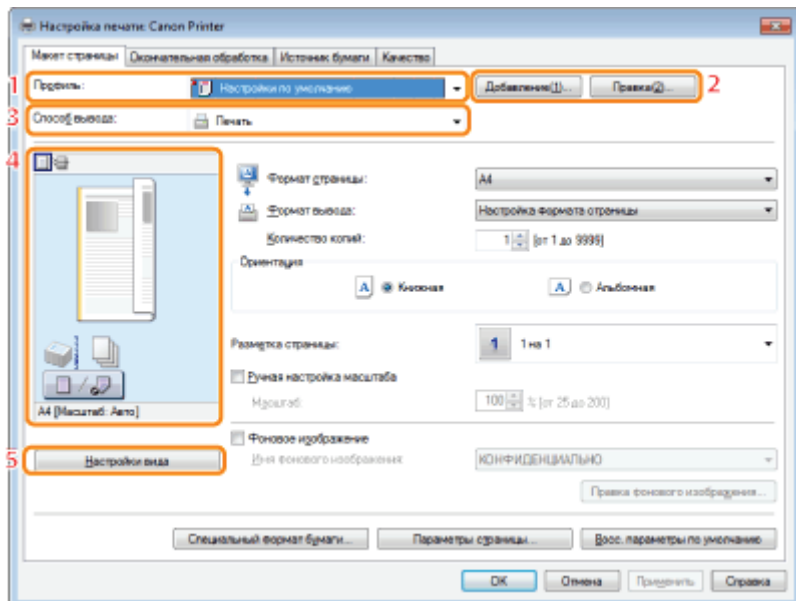 Настройка печати: Canon Printer
Макет страницы Окончательная обработка Источник бумаги Качество
1 Профиль: Настройки по умолчанию Добавление(1)... Правка(2)... 2
3 Способ вывода: Печать
4
Формат страницы: A4
Формат вывода: Настройка формата страницы
Количество копий: 1 [от 1 до 9999]
Ориентация
A Книжная A Альбомная
Разметка страницы: 1 1 на 1
Ручная настройка масштаба
Масштаб: 100 % [от 25 до 200]
A4 [Масштаб: Авто]
Фоновое изображение
5 Настройки вида Имя фонового изображения: КОНФИДЕНЦИАЛЬНО
Правка фонового изображения...
Специальный формат бумаги... Параметры страницы... Восс. параметры по умолчанию
OK Отмена Применить Справка